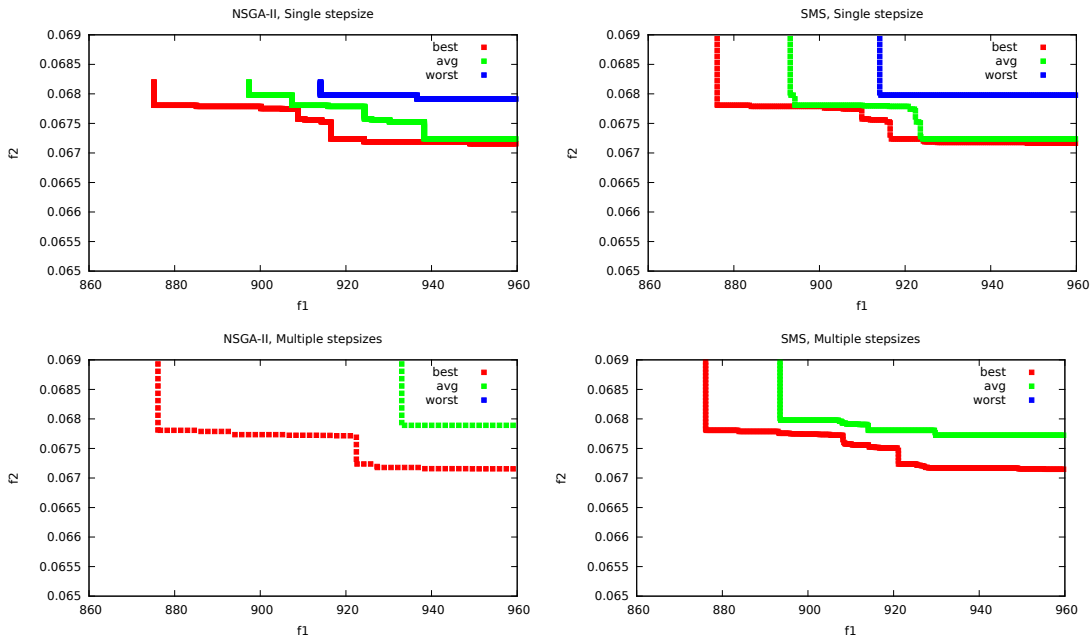 NSGA-II, Single stepsize
0.069
0.0685
0.068
0.0675
0.067
0.0665
0.066
0.0655
0.065
f2
best
avg
worst
860 880 900 920 940 960
f1
SMS, Single stepsize
0.069
0.0685
0.068
0.0675
0.067
0.0665
0.066
0.0655
0.065
f2
best
avg
worst
860 880 900 920 940 960
f1
NSGA-II, Multiple stepsizes
0.069
0.0685
0.068
0.0675
0.067
0.0665
0.066
0.0655
0.065
f2
best
avg
worst
860 880 900 920 940 960
f1
SMS, Multiple stepsizes
0.069
0.0685
0.068
0.0675
0.067
0.0665
0.066
0.0655
0.065
f2
best
avg
worst
860 880 900 920 940 960
f1